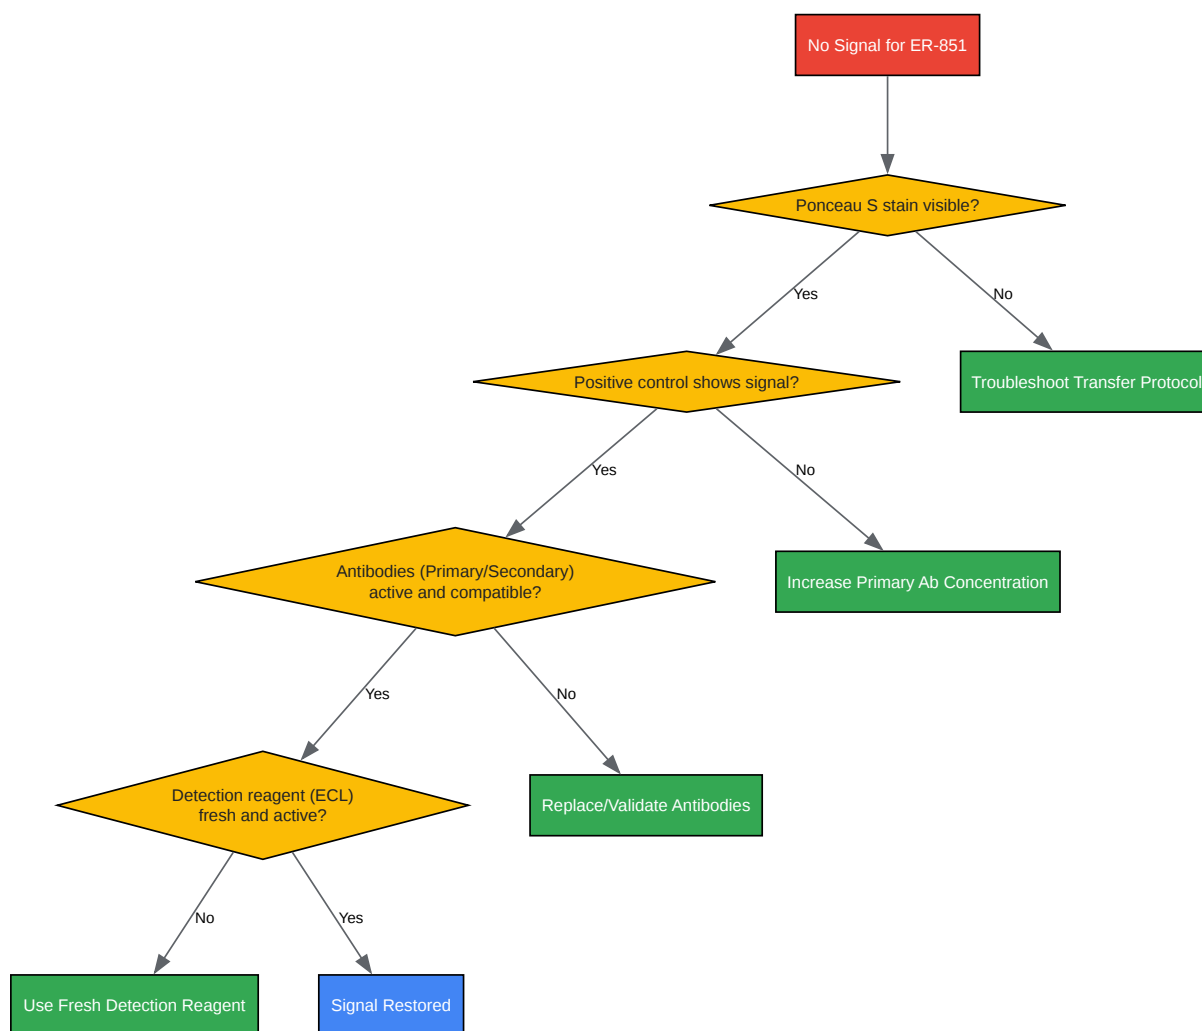 No Signal for ER-851
Ponceau S stain visible?
Yes
No
Positive control shows signal?
Troubleshoot Transfer Protocol
Yes
No
Antibodies (Primary/Secondary)
active and compatible?
Increase Primary Ab Concentration
Yes
No
Detection reagent (ECL)
fresh and active?
Replace/Validate Antibodies
No
Yes
Use Fresh Detection Reagent
Signal Restored